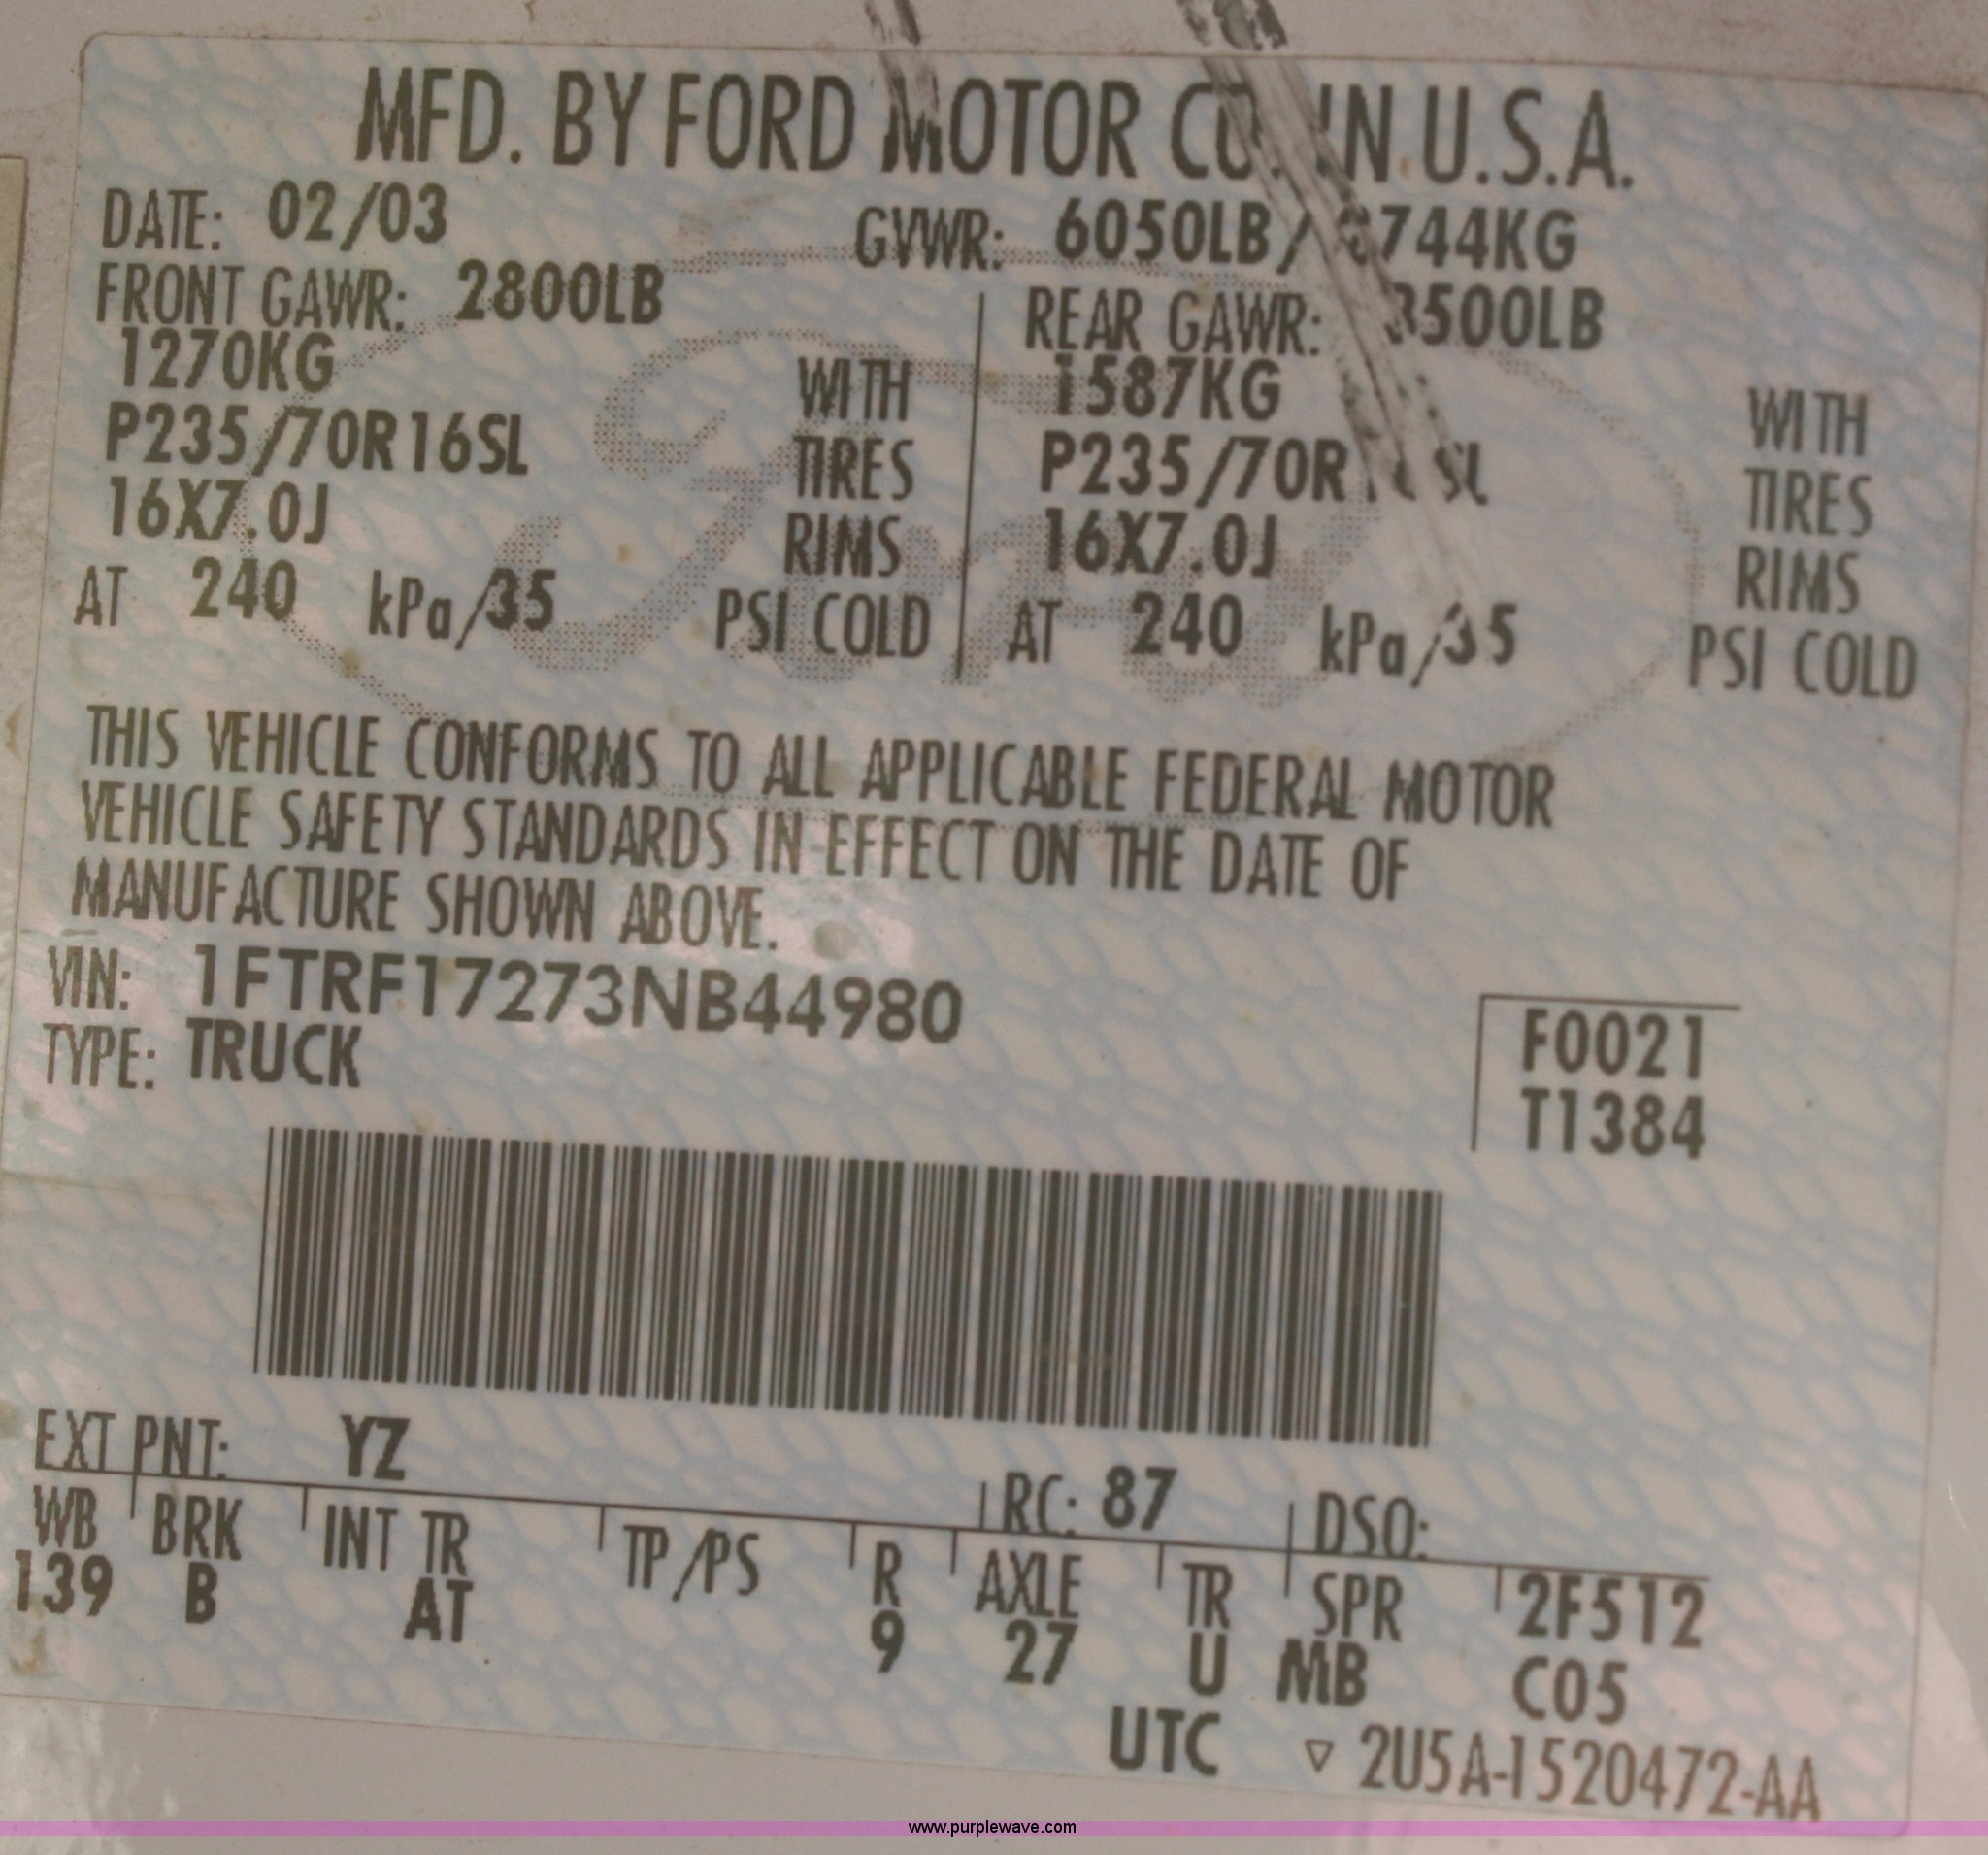 MFD. BY FORD MOTOR CO. IN U.S.A.
DATE: 02/03 GVWR: 6050LB/ 2744KG
FRONT GAWR: 2800LB REAR GAWR: 3500LB
1270KG WITH 1587KG WITH
P235/70R16SL TIRES P235/70R16SL TIRES
16X7.0J RIMS 16X7.0J RIMS
AT 240 kPa/35 PSI COLD AT 240 kPa/35 PSI COLD
THIS VEHICLE CONFORMS TO ALL APPLICABLE FEDERAL MOTOR
VEHICLE SAFETY STANDARDS IN EFFECT ON THE DATE OF
MANUFACTURE SHOWN ABOVE.
VIN: 1FTRF17273NB44980
TYPE: TRUCK
F0021
T1384
EXT PNT: YZ RC: 87 DSO:
WB BRK INT TR TP/PS R AXLE TR SPR 2F512
139 B AT 9 27 U MB C05
UTC ▽ 2U5A-1520472-AA
www.purplewave.com